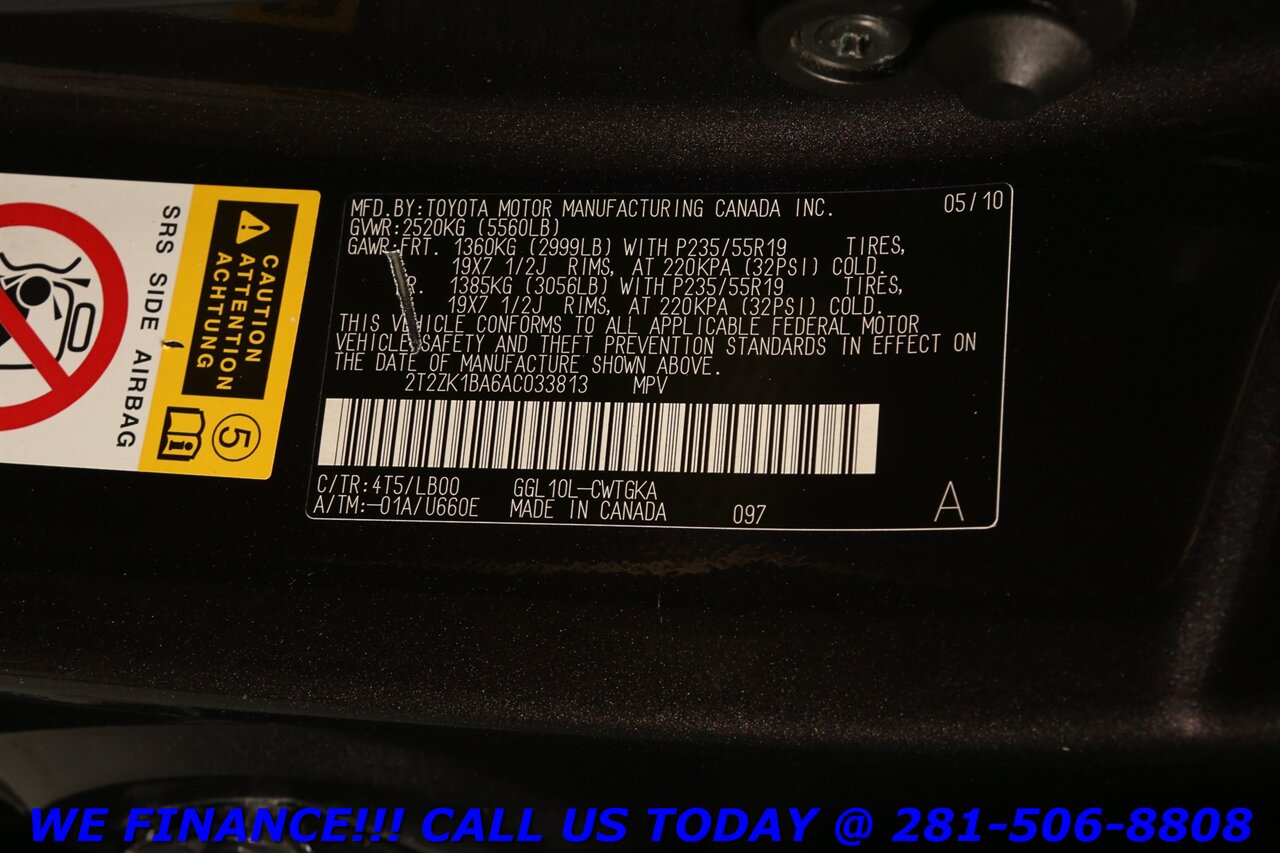 SRS SIDE AIRBAG
CAUTION
ATTENTION
ACHTUNG
5
MFD.BY:TOYOTA MOTOR MANUFACTURING CANADA INC. 05/10
GVWR:2520KG (5560LB)
GAWR:FRT. 1360KG (2999LB) WITH P235/55R19 TIRES,
19X7 1/2J RIMS, AT 220KPA (32PSI) COLD.
R. 1385KG (3056LB) WITH P235/55R19 TIRES,
19X7 1/2J RIMS, AT 220KPA (32PSI) COLD.
THIS VEHICLE CONFORMS TO ALL APPLICABLE FEDERAL MOTOR
VEHICLE SAFETY AND THEFT PREVENTION STANDARDS IN EFFECT ON
THE DATE OF MANUFACTURE SHOWN ABOVE.
2T2ZK1BA6AC033813 MPV
C/TR:4T5/LB00 GGL10L-CWTGKA
A/TM:-01A/U660E MADE IN CANADA 097 A
WE FINANCE!!! CALL US TODAY @ 281-506-8808